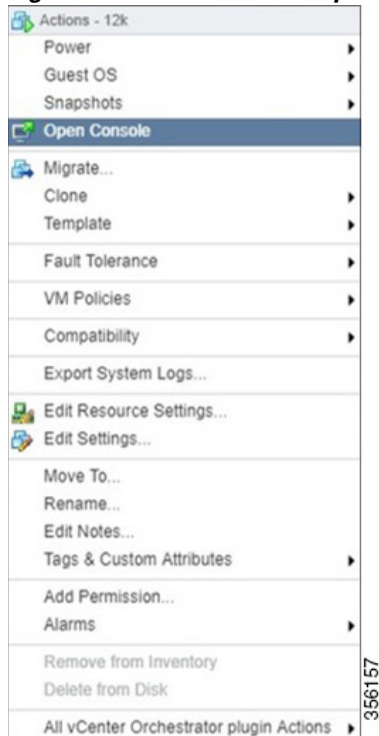 Actions - 12k
Power
Guest OS
Snapshots
Open Console
Migrate...
Clone
Template
Fault Tolerance
VM Policies
Compatibility
Export System Logs...
Edit Resource Settings...
Edit Settings...
Move To...
Rename...
Edit Notes...
Tags & Custom Attributes
Add Permission...
Alarms
Remove from Inventory
Delete from Disk
All vCenter Orchestrator plugin Actions
356157